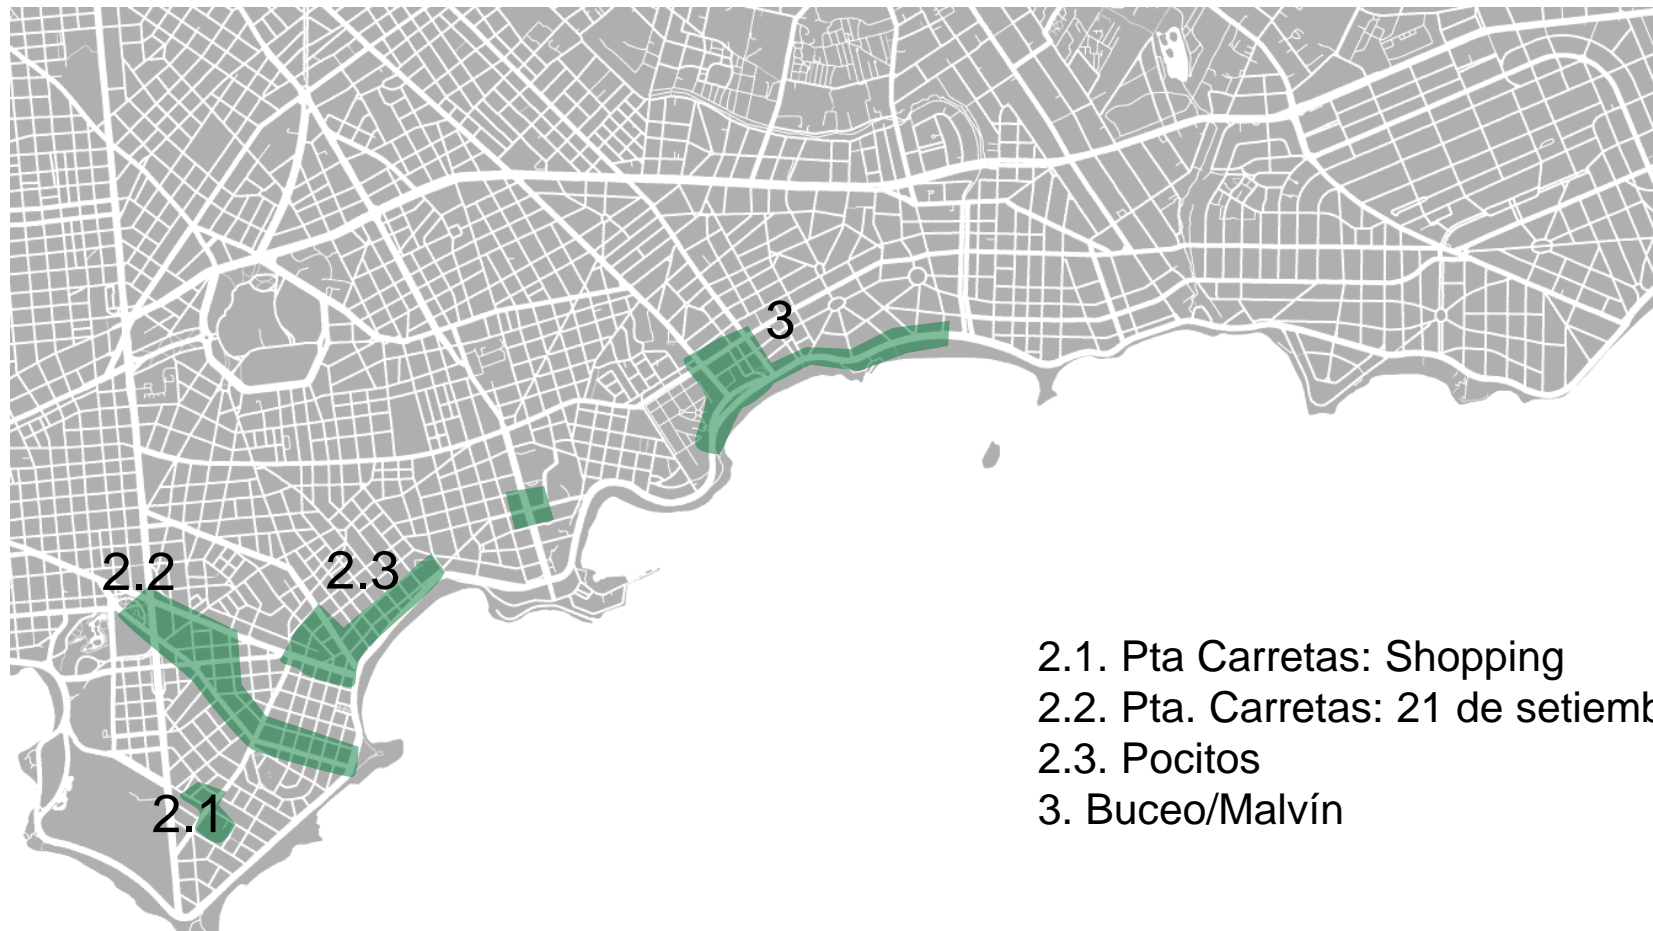 3
2.2
2.3
2.1
2.1. Pta Carretas: Shopping
2.2. Pta. Carretas: 21 de setiemb
2.3. Pocitos
3. Buceo/Malvín